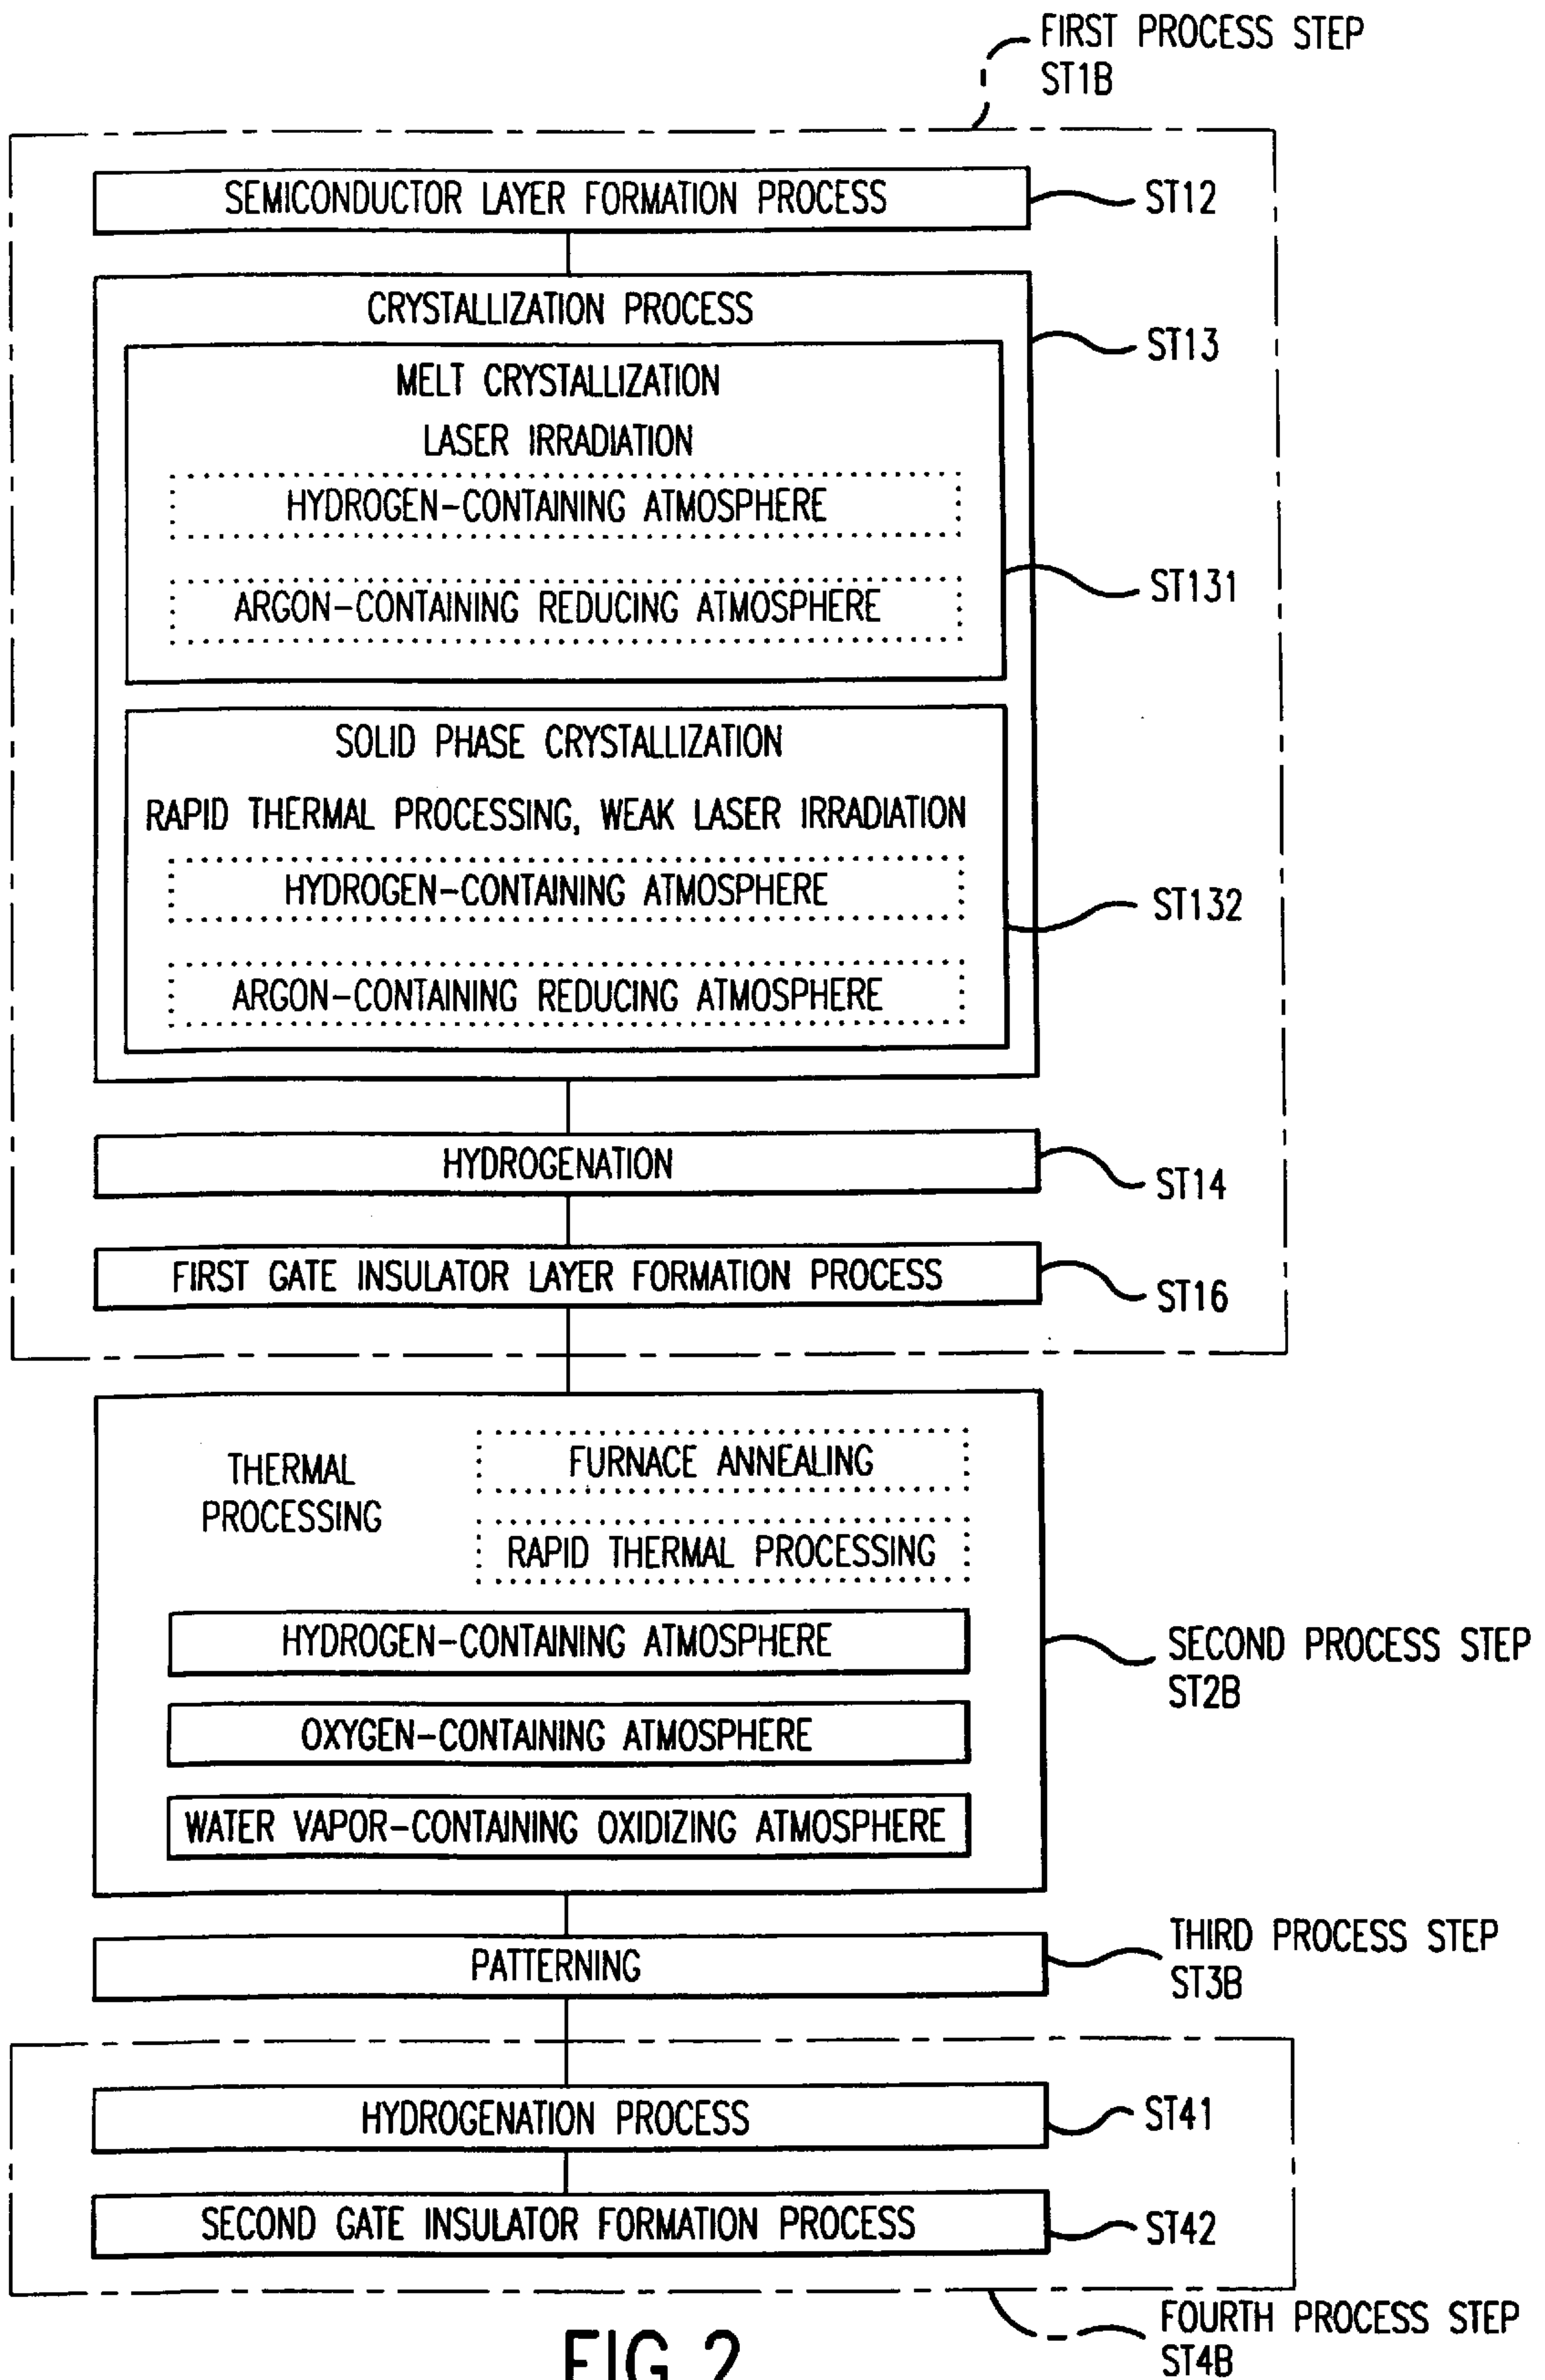 FIRST PROCESS STEP
ST1B
SEMICONDUCTOR LAYER FORMATION PROCESS
ST12
CRYSTALLIZATION PROCESS
ST13
MELT CRYSTALLIZATION
LASER IRRADIATION
HYDROGEN-CONTAINING ATMOSPHERE
ARGON-CONTAINING REDUCING ATMOSPHERE
ST131
SOLID PHASE CRYSTALLIZATION
RAPID THERMAL PROCESSING, WEAK LASER IRRADIATION
HYDROGEN-CONTAINING ATMOSPHERE
ST132
ARGON-CONTAINING REDUCING ATMOSPHERE
HYDROGENATION
ST14
FIRST GATE INSULATOR LAYER FORMATION PROCESS
ST16
THERMAL
PROCESSING
FURNACE ANNEALING
RAPID THERMAL PROCESSING
HYDROGEN-CONTAINING ATMOSPHERE
SECOND PROCESS STEP
ST2B
OXYGEN-CONTAINING ATMOSPHERE
WATER VAPOR-CONTAINING OXIDIZING ATMOSPHERE
PATTERNING
THIRD PROCESS STEP
ST3B
HYDROGENATION PROCESS
ST41
SECOND GATE INSULATOR FORMATION PROCESS
ST42
FOURTH PROCESS STEP
ST4B
FIG.2